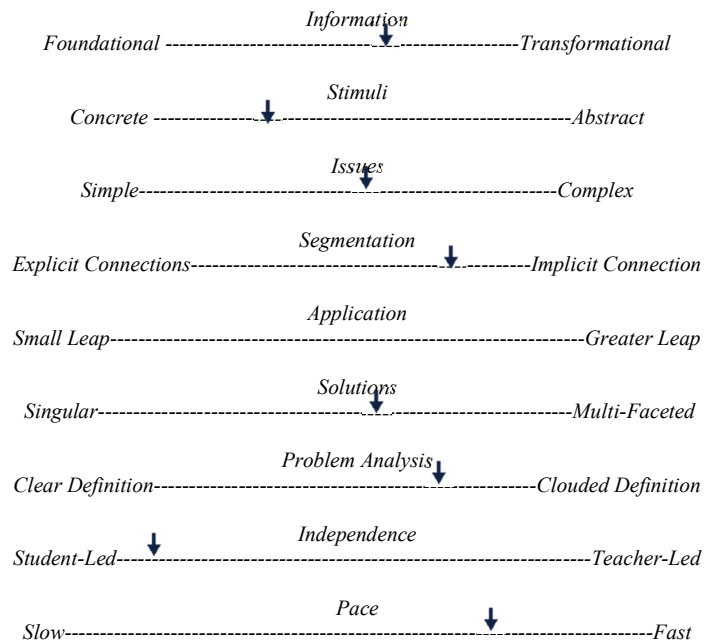 Information
Foundational ----------------------------------------------------Transformational
Stimuli
Concrete -------------------------------------------------------------Abstract
Issues
Simple-------------------------------------------------------------Complex
Segmentation
Explicit Connections-------------------------------------------------Implicit Connection
Application
Small Leap---------------------------------------------------------------------Greater Leap
Solutions
Singular---------------------------------------------------------------------Multi-Faceted
Problem Analysis
Clear Definition--------------------------------------------------------Clouded Definition
Independence
Student-Led---------------------------------------------------------------------Teacher-Led
Pace
Slow--------------------------------------------------------------------------------------Fast